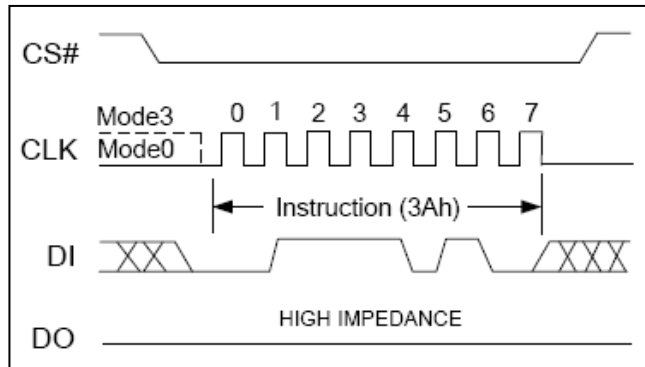 CS#
Mode3
0 1 2 3 4 5 6 7
CLK
Mode0
Instruction (3Ah)
DI
HIGH IMPEDANCE
DO